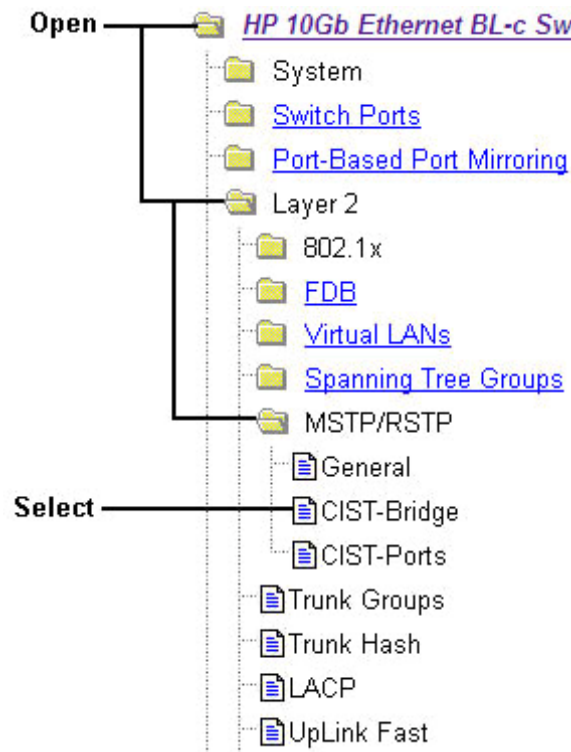 Open HP 10Gb Ethernet BL-c Sw
System
Switch Ports
Port-Based Port Mirroring
Layer 2
802.1x
FDB
Virtual LANs
Spanning Tree Groups
MSTP/RSTP
General
Select CIST-Bridge
CIST-Ports
Trunk Groups
Trunk Hash
LACP
UpLink Fast